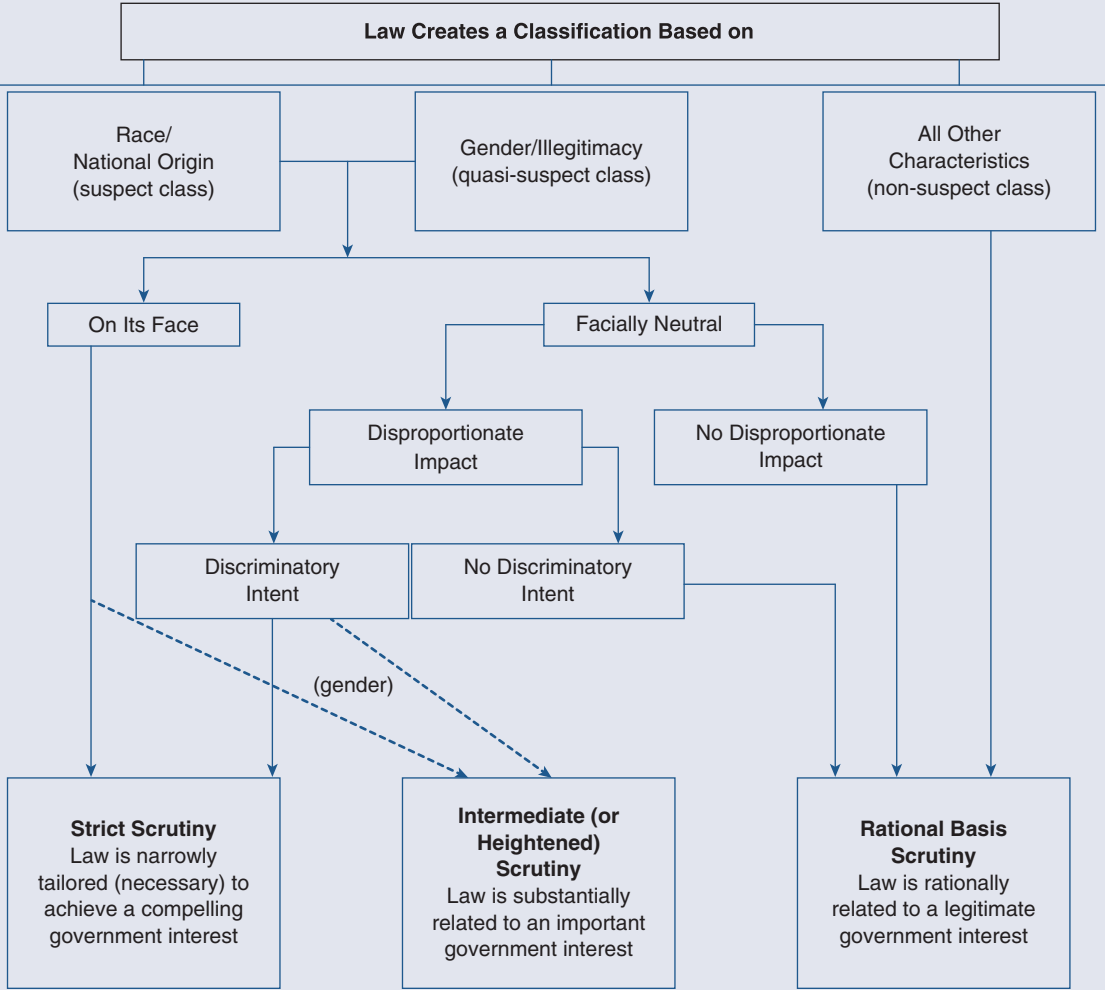 Law Creates a Classification Based on
Race/
National Origin
(suspect class)
Gender/Illegitimacy
(quasi-suspect class)
All Other
Characteristics
(non-suspect class)
On Its Face
Facially Neutral
Disproportionate
Impact
No Disproportionate
Impact
Discriminatory
Intent
No Discriminatory
Intent
(gender)
Strict Scrutiny
Law is narrowly
tailored (necessary) to
achieve a compelling
government interest
Intermediate (or
Heightened)
Scrutiny
Law is substantially
related to an important
government interest
Rational Basis
Scrutiny
Law is rationally
related to a legitimate
government interest